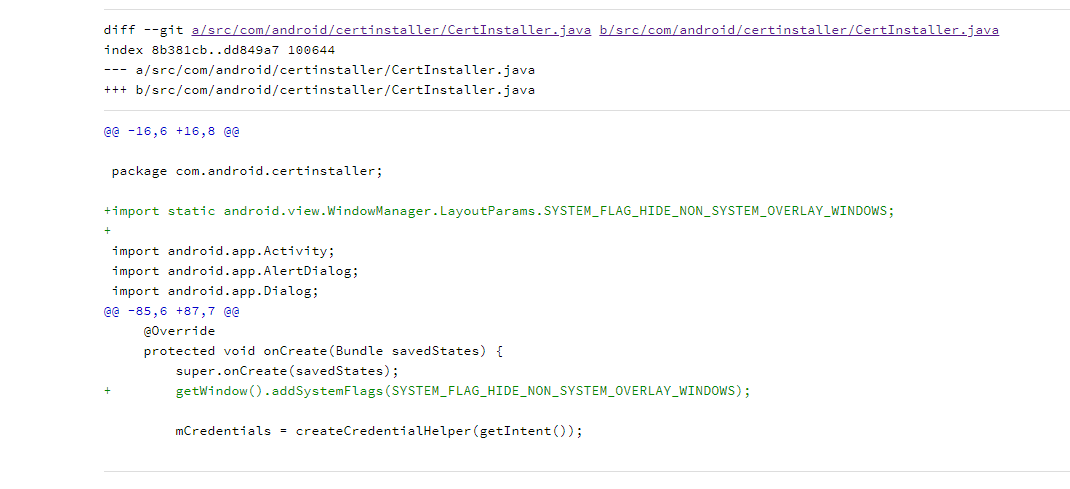 diff --git a/src/com/android/certinstaller/CertInstaller.java b/src/com/android/certinstaller/CertInstaller.java
index 8b381cb..dd849a7 100644
--- a/src/com/android/certinstaller/CertInstaller.java
+++ b/src/com/android/certinstaller/CertInstaller.java
@@ -16,6 +16,8 @@
 package com.android.certinstaller;
+import static android.view.WindowManager.LayoutParams.SYSTEM_FLAG_HIDE_NON_SYSTEM_OVERLAY_WINDOWS;
+
 import android.app.Activity;
 import android.app.AlertDialog;
 import android.app.Dialog;
@@ -85,6 +87,7 @@
     @Override
     protected void onCreate(Bundle savedStates) {
         super.onCreate(savedStates);
+        getWindow().addSystemFlags(SYSTEM_FLAG_HIDE_NON_SYSTEM_OVERLAY_WINDOWS);
         mCredentials = createCredentialHelper(getIntent());